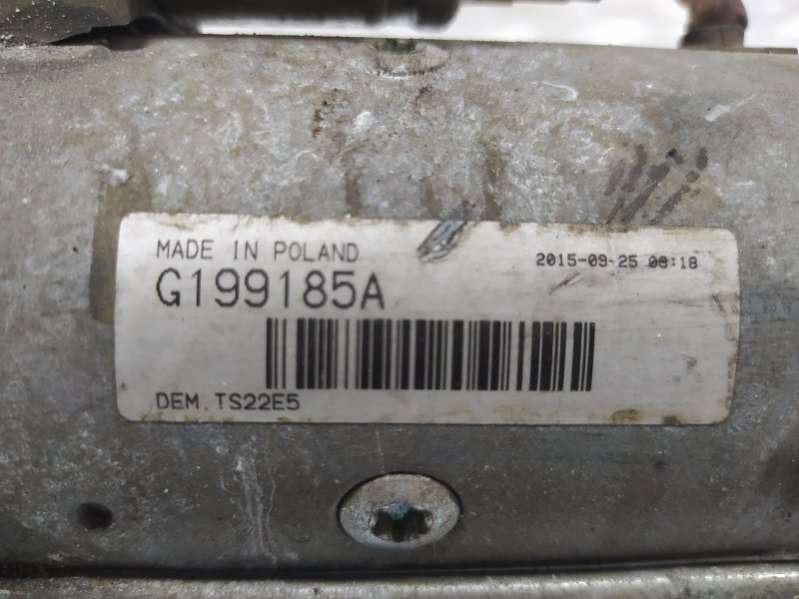 MADE IN POLAND
2015-09-25 08:18
G199185A
DEM. TS22E5